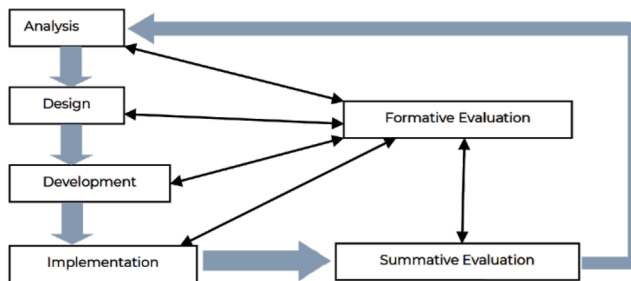 Analysis
Design
Formative Evaluation
Development
Implementation
Summative Evaluation